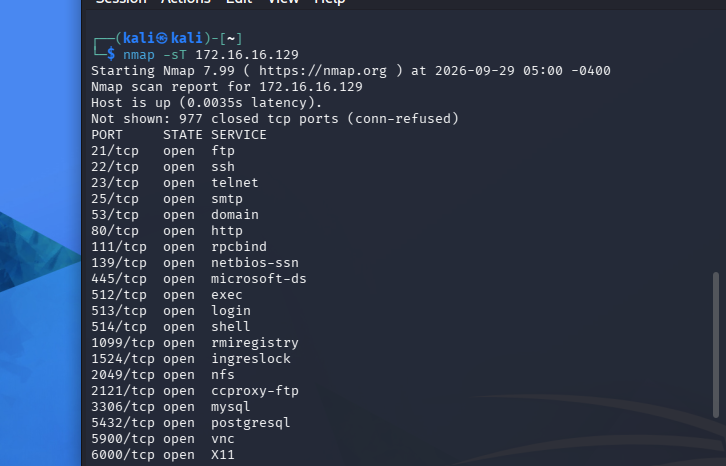 Session Actions Edit View Help
┌──(kali㉿kali)-[~]
└─$ nmap -sT 172.16.16.129
Starting Nmap 7.99 ( https://nmap.org ) at 2026-09-29 05:00 -0400
Nmap scan report for 172.16.16.129
Host is up (0.0035s latency).
Not shown: 977 closed tcp ports (conn-refused)
PORT     STATE SERVICE
21/tcp   open  ftp
22/tcp   open  ssh
23/tcp   open  telnet
25/tcp   open  smtp
53/tcp   open  domain
80/tcp   open  http
111/tcp  open  rpcbind
139/tcp  open  netbios-ssn
445/tcp  open  microsoft-ds
512/tcp  open  exec
513/tcp  open  login
514/tcp  open  shell
1099/tcp open  rmiregistry
1524/tcp open  ingreslock
2049/tcp open  nfs
2121/tcp open  ccproxy-ftp
3306/tcp open  mysql
5432/tcp open  postgresql
5900/tcp open  vnc
6000/tcp open  X11